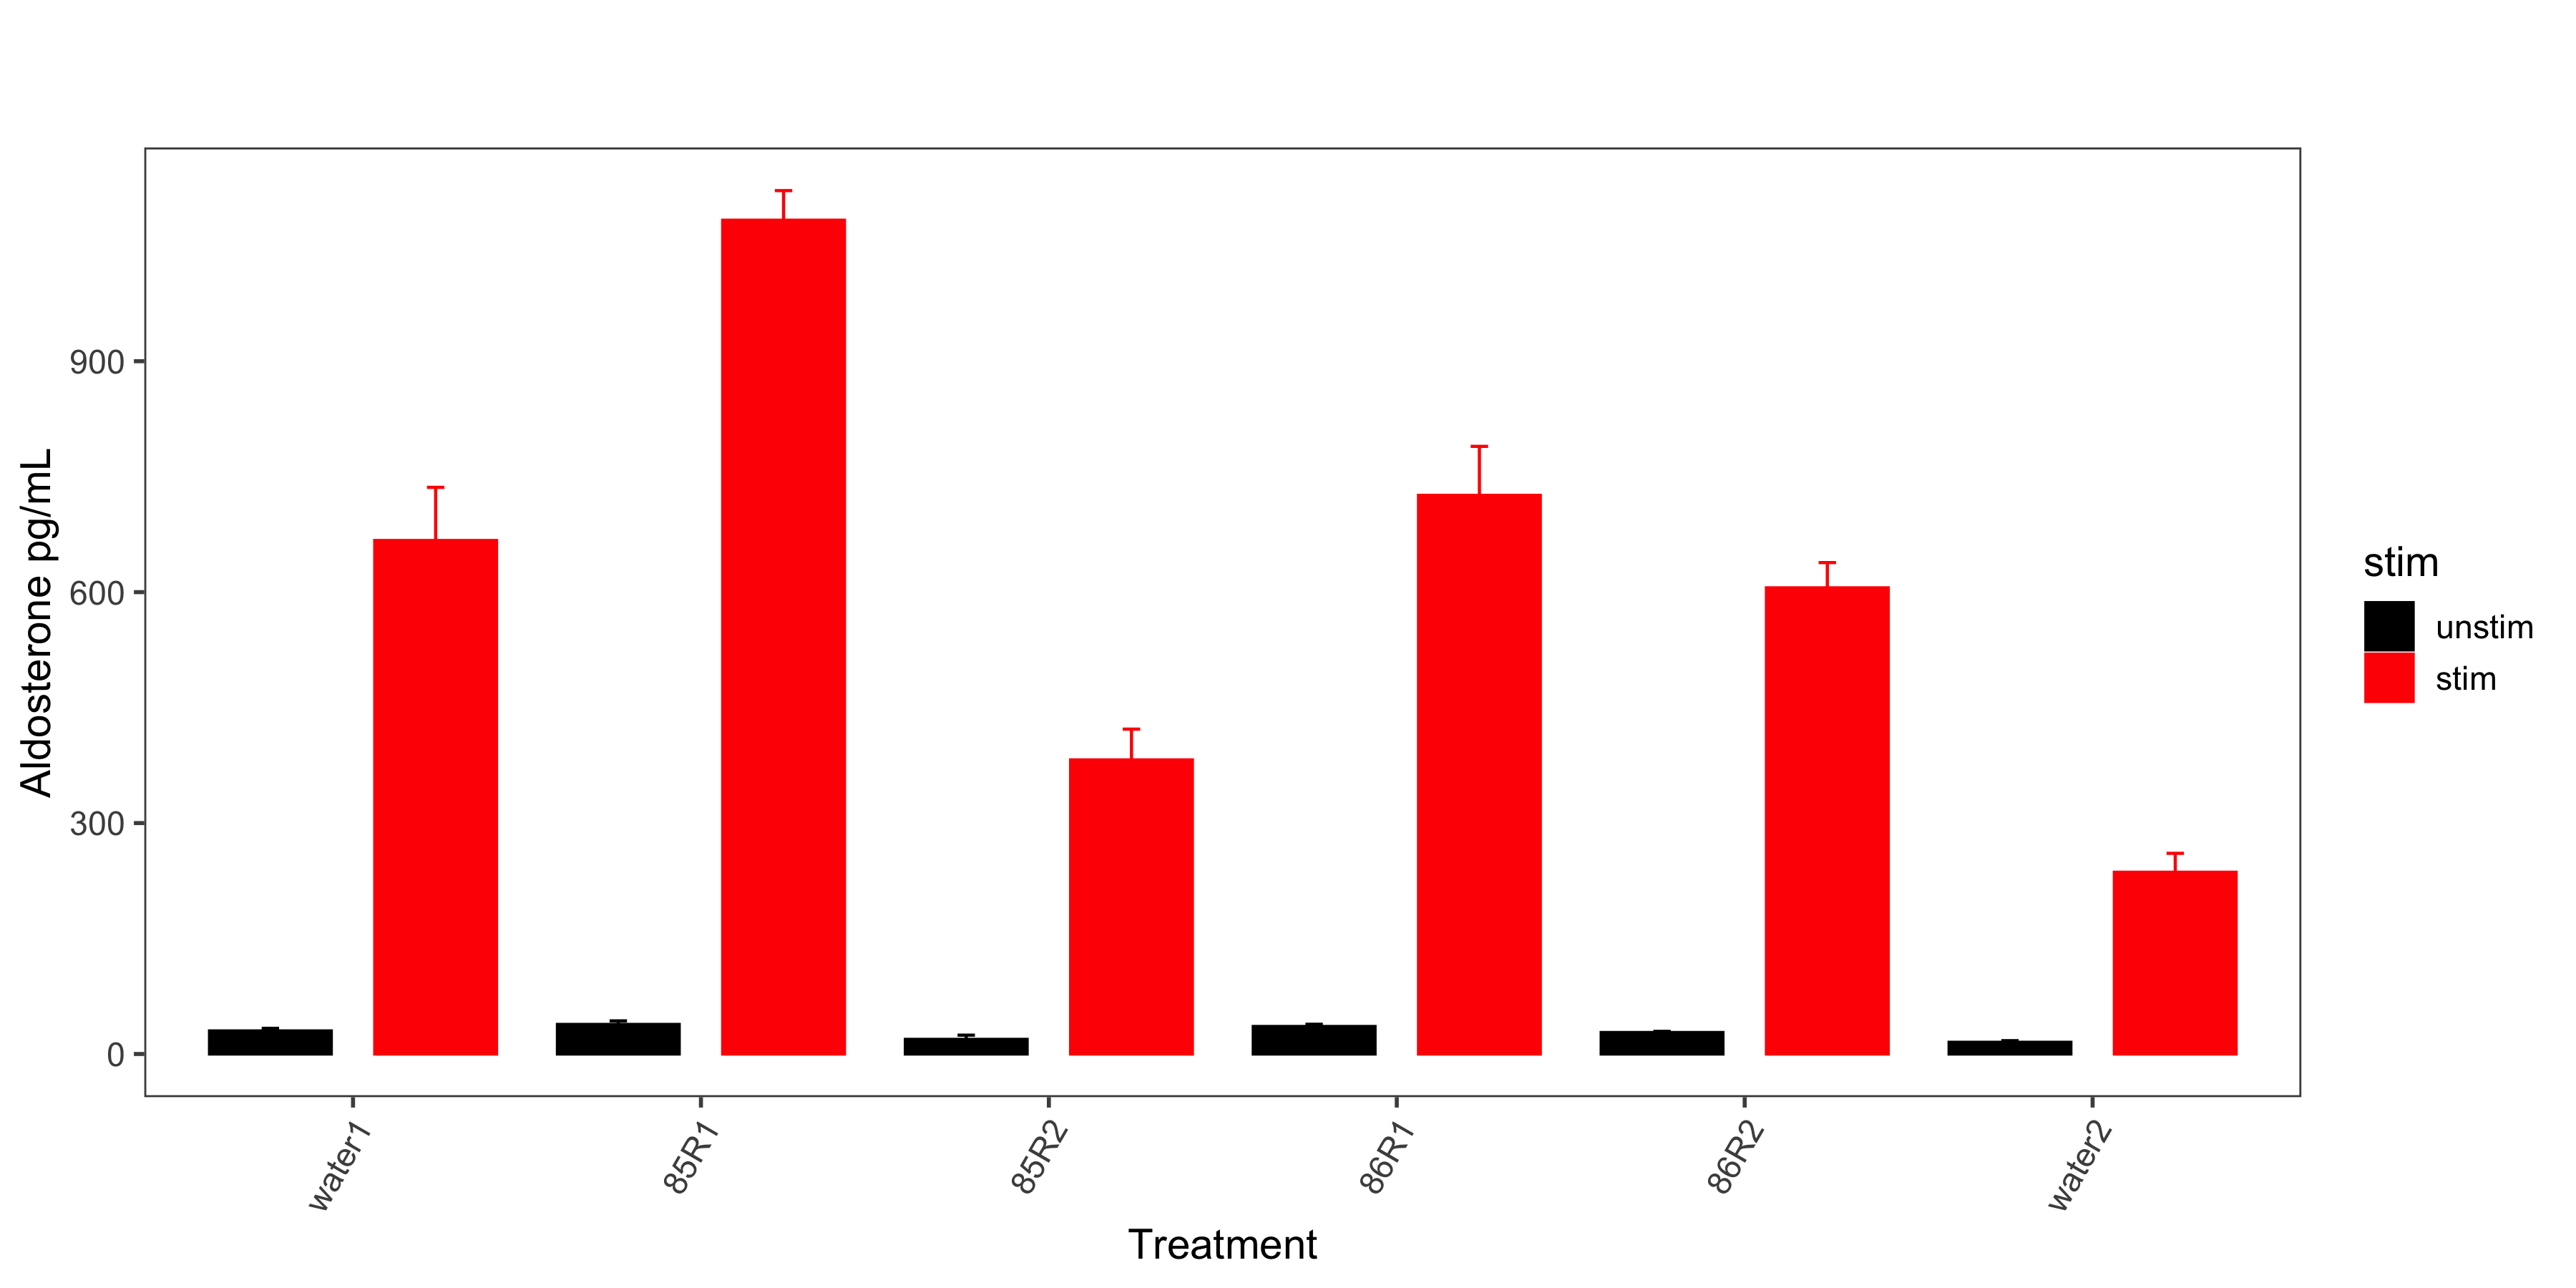 Aldosterone pg/mL
900
600
300
0
water1
85R1
85R2
86R1
86R2
water2
Treatment
stim
unstim
stim